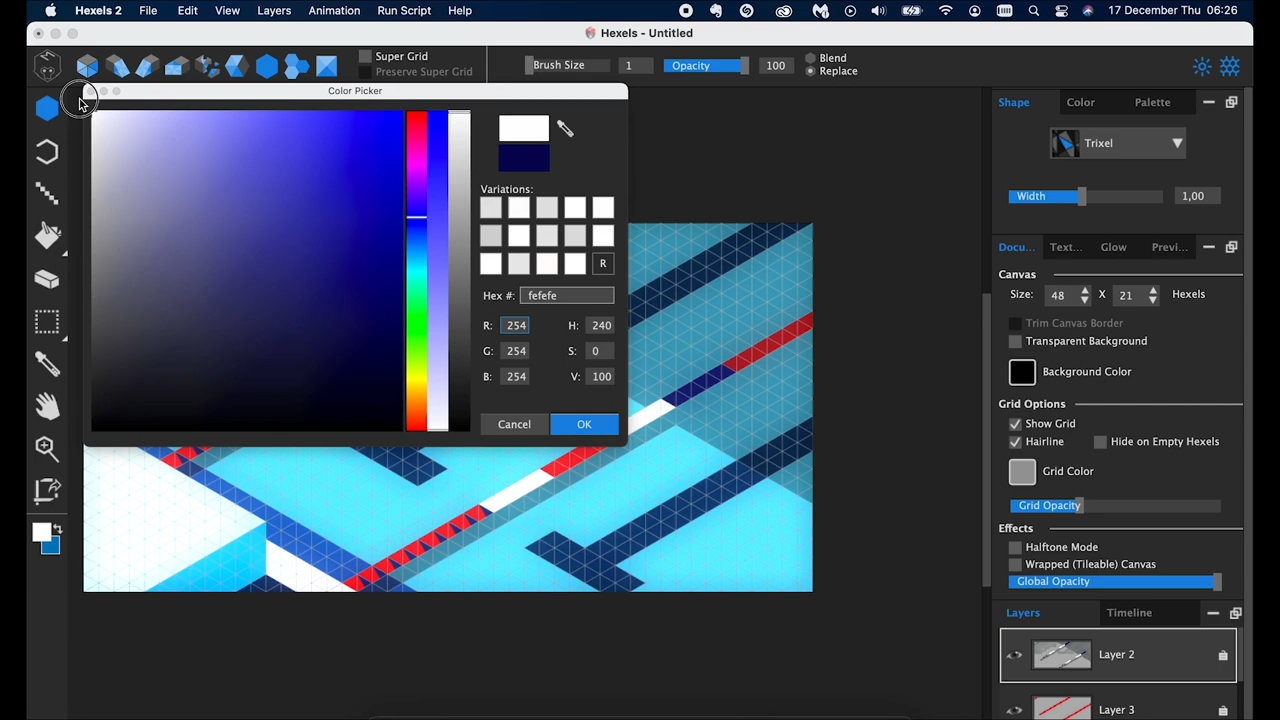 Hexels 2 File Edit View Layers Animation Run Script Help 17 December Thu 06:26
Hexels - Untitled
Super Grid
Preserve Super Grid
Brush Size 1 Opacity 100
Blend
Replace
Color Picker
Variations:
R
Hex #: fefefe
R: 254 H: 240
G: 254 S: 0
B: 254 V: 100
Cancel OK
Shape Color Palette
Trixel
Width 1,00
Docu... Text... Glow Previ...
Canvas
Size: 48 X 21 Hexels
Trim Canvas Border
Transparent Background
Background Color
Grid Options
Show Grid
Hairline Hide on Empty Hexels
Grid Color
Grid Opacity
Effects
Halftone Mode
Wrapped (Tileable) Canvas
Global Opacity
Layers Timeline
Layer 2
Layer 3